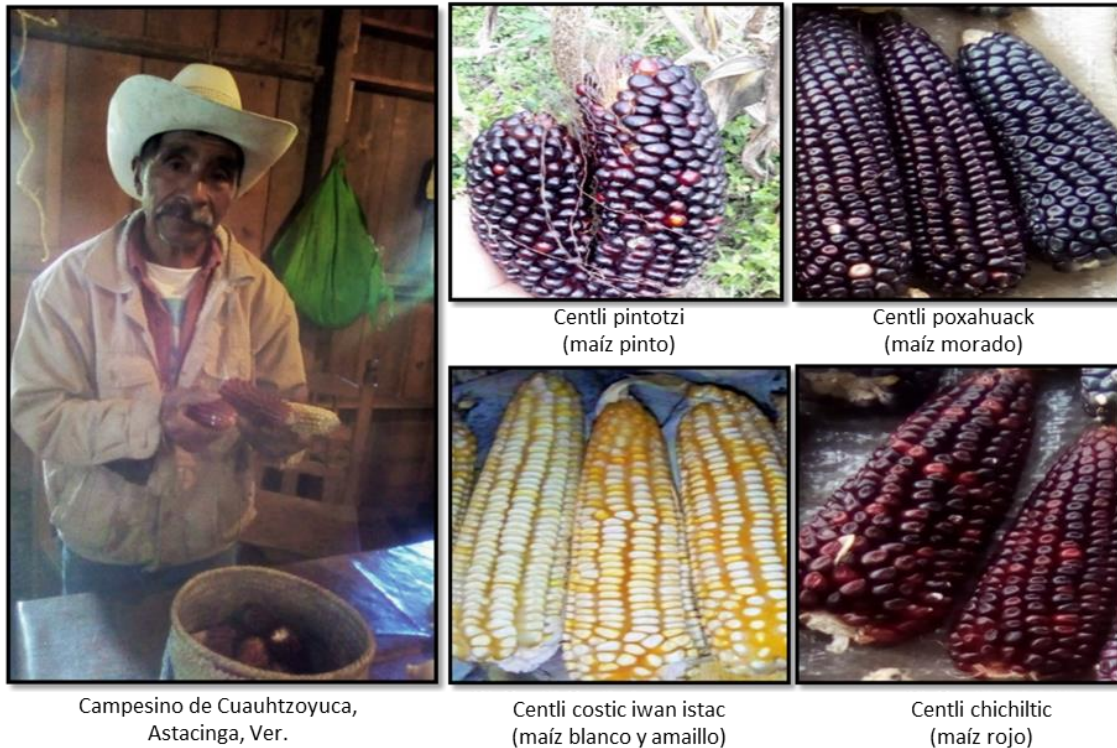 Centli pintotzi
(maíz pinto)
Centli poxahuack
(maíz morado)
Campesino de Cuauhtzoyuca,
Astacinga, Ver.
Centli costic iwan istac
(maíz blanco y amaillo)
Centli chichiltic
(maíz rojo)